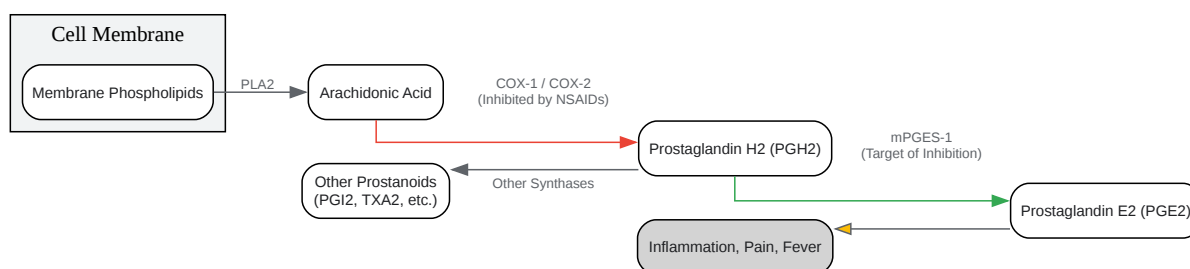 Cell Membrane
Membrane Phospholipids
PLA2
Arachidonic Acid
COX-1 / COX-2
(Inhibited by NSAIDs)
Prostaglandin H2 (PGH2)
mPGES-1
(Target of Inhibition)
Other Prostanoids
(PGI2, TXA2, etc.)
Other Synthases
Prostaglandin E2 (PGE2)
Inflammation, Pain, Fever